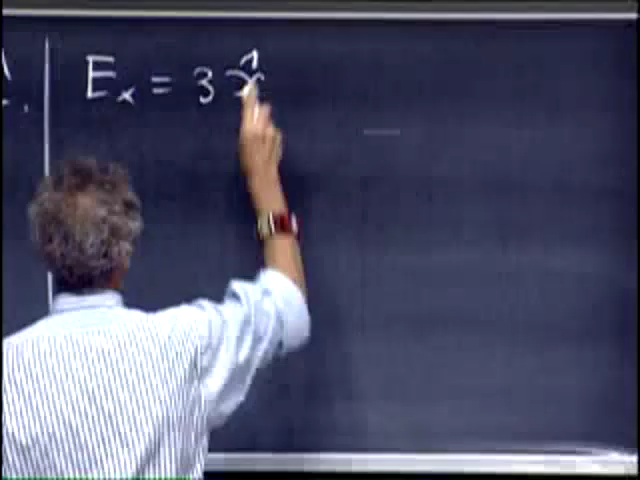 Eₓ = 3 x̂